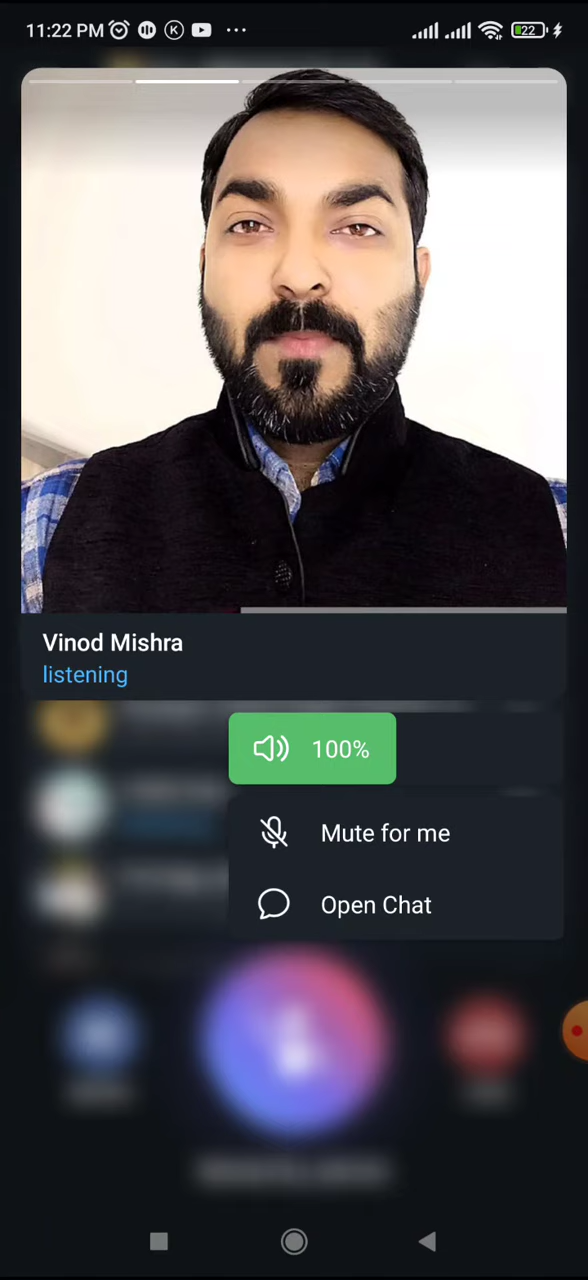 11:22 PM K ... 22
Vinod Mishra
listening
100%
Mute for me
Open Chat